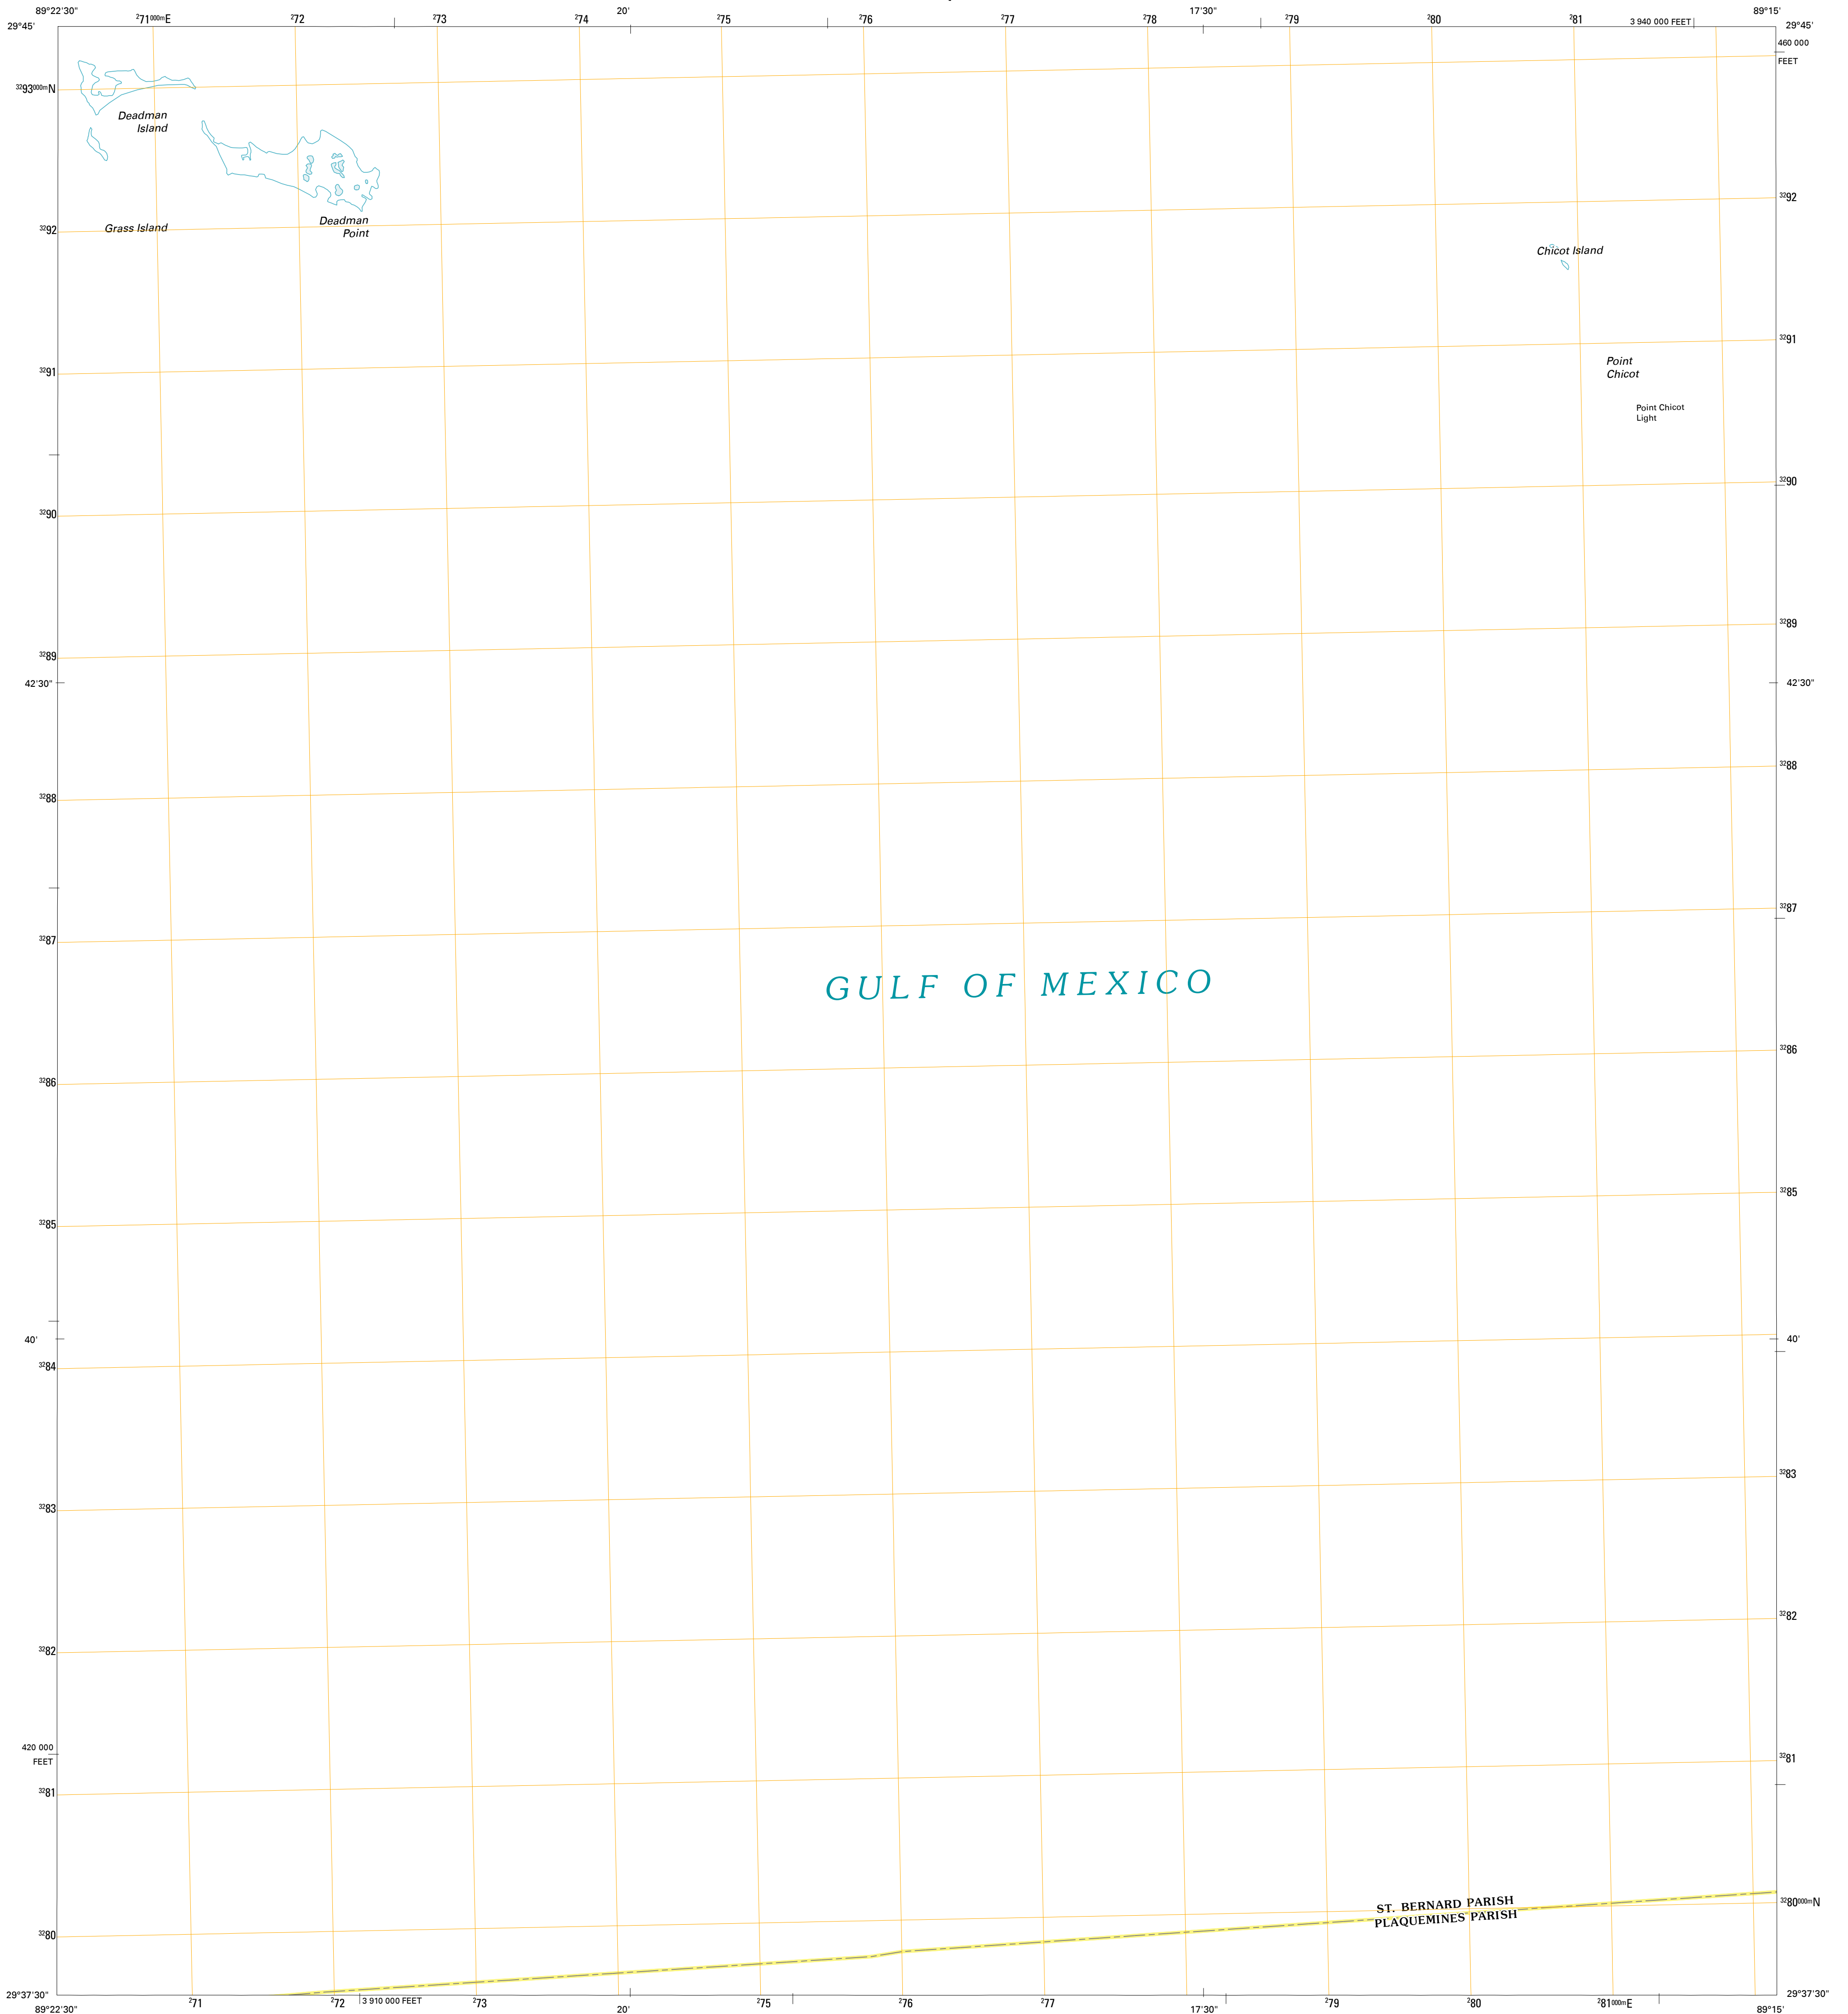 89°22'30" ²71⁰⁰⁰ᵐE ²72 ²73 ²74 20' ²75 ²76 ²77 ²78 17'30" ²79 ²80 ²81 3 940 000 FEET 89°15'
29°45' 29°45'
460 000
FEET
³²93⁰⁰⁰ᵐN
Deadman
Island
³²92
Deadman
Point
Grass Island
³²92
Chicot Island
³²91
Point
Chicot
³²91
Point Chicot
Light
³²90
³²90
³²89
³²89
42'30" 42'30"
³²88
³²88
³²87
³²87
GULF OF MEXICO
³²86
³²86
³²85
³²85
40' 40'
³²84
³²83
³²83
³²82
³²82
420 000
FEET
³²81
³²81
ST. BERNARD PARISH
³²80⁰⁰⁰ᵐN
PLAQUEMINES PARISH
³²80
29°37'30" 29°37'30"
89°22'30" ²71 ²72 3 910 000 FEET ²73 20' ²75 ²76 ²77 17'30" ²79 ²80 ²81⁰⁰⁰ᵐE 89°15'